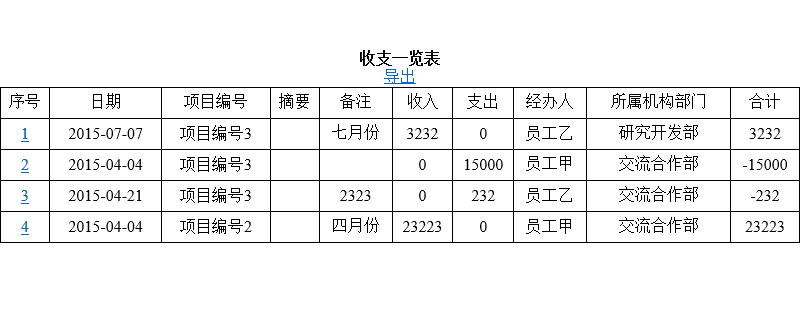 收支一览表
导出
序号 日期 项目编号 摘要 备注 收入 支出 经办人 所属机构部门 合计
1 2015-07-07 项目编号3 七月份 3232 0 员工乙 研究开发部 3232
2 2015-04-04 项目编号3 0 15000 员工甲 交流合作部 -15000
3 2015-04-21 项目编号3 2323 0 232 员工乙 交流合作部 -232
4 2015-04-04 项目编号2 四月份 23223 0 员工甲 交流合作部 23223